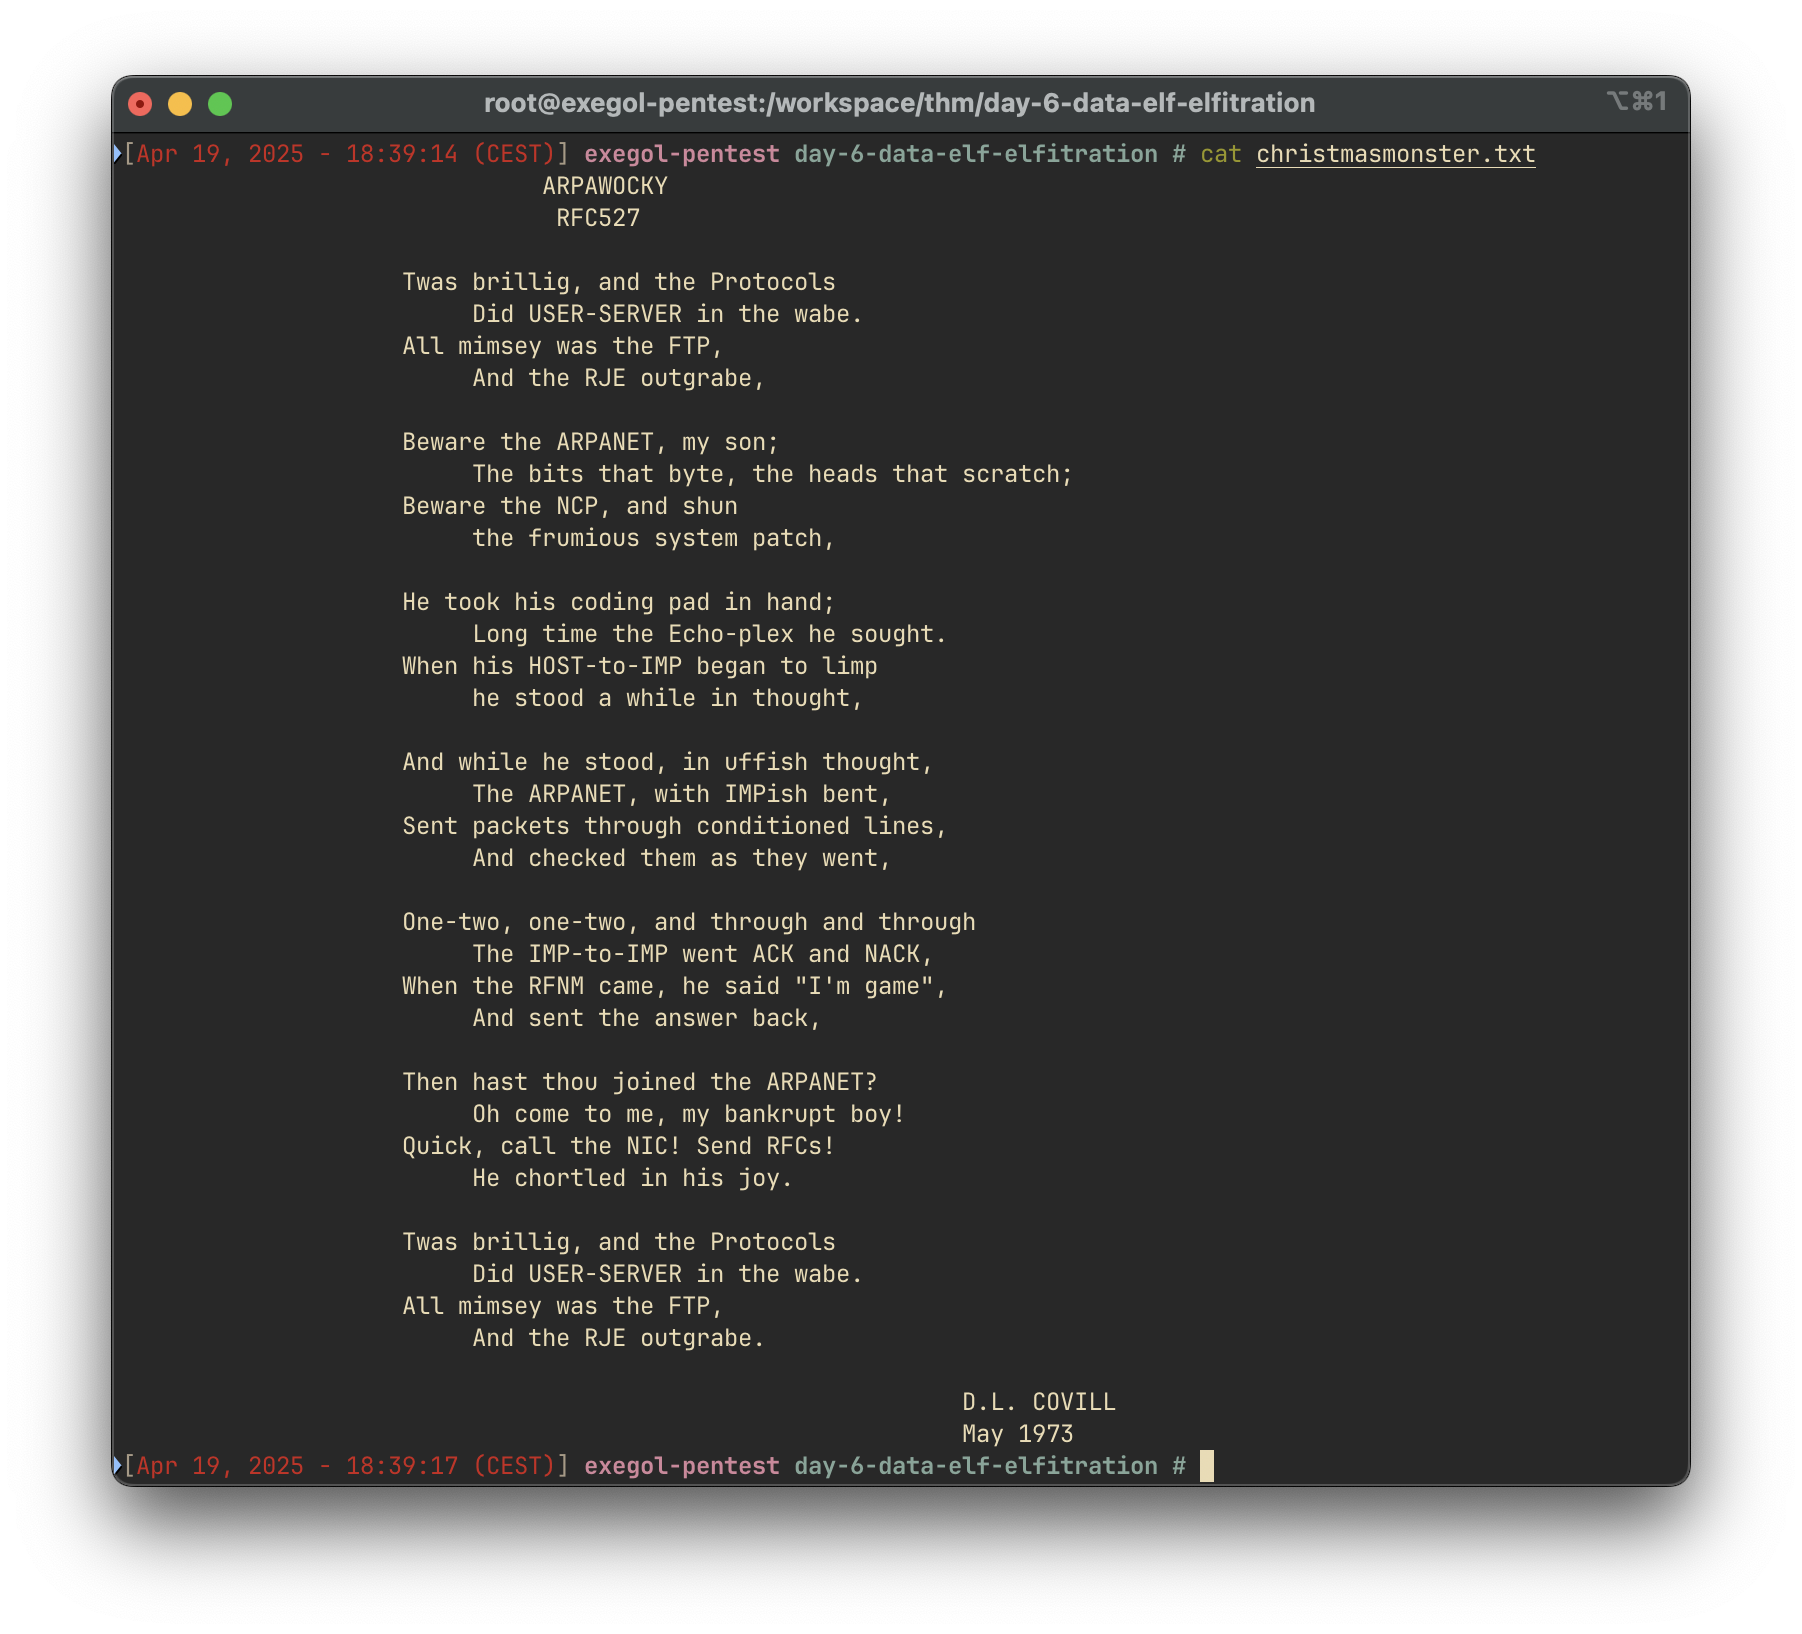 root@exegol-pentest:/workspace/thm/day-6-data-elf-elfitration ⌥⌘1
[Apr 19, 2025 - 18:39:14 (CEST)] exegol-pentest day-6-data-elf-elfitration # cat christmasmonster.txt
ARPAWOCKY
RFC527
Twas brillig, and the Protocols
Did USER-SERVER in the wabe.
All mimsey was the FTP,
And the RJE outgrabe,
Beware the ARPANET, my son;
The bits that byte, the heads that scratch;
Beware the NCP, and shun
the frumious system patch,
He took his coding pad in hand;
Long time the Echo-plex he sought.
When his HOST-to-IMP began to limp
he stood a while in thought,
And while he stood, in uffish thought,
The ARPANET, with IMPish bent,
Sent packets through conditioned lines,
And checked them as they went,
One-two, one-two, and through and through
The IMP-to-IMP went ACK and NACK,
When the RFNM came, he said "I'm game",
And sent the answer back,
Then hast thou joined the ARPANET?
Oh come to me, my bankrupt boy!
Quick, call the NIC! Send RFCs!
He chortled in his joy.
Twas brillig, and the Protocols
Did USER-SERVER in the wabe.
All mimsey was the FTP,
And the RJE outgrabe.
D.L. COVILL
May 1973
[Apr 19, 2025 - 18:39:17 (CEST)] exegol-pentest day-6-data-elf-elfitration #